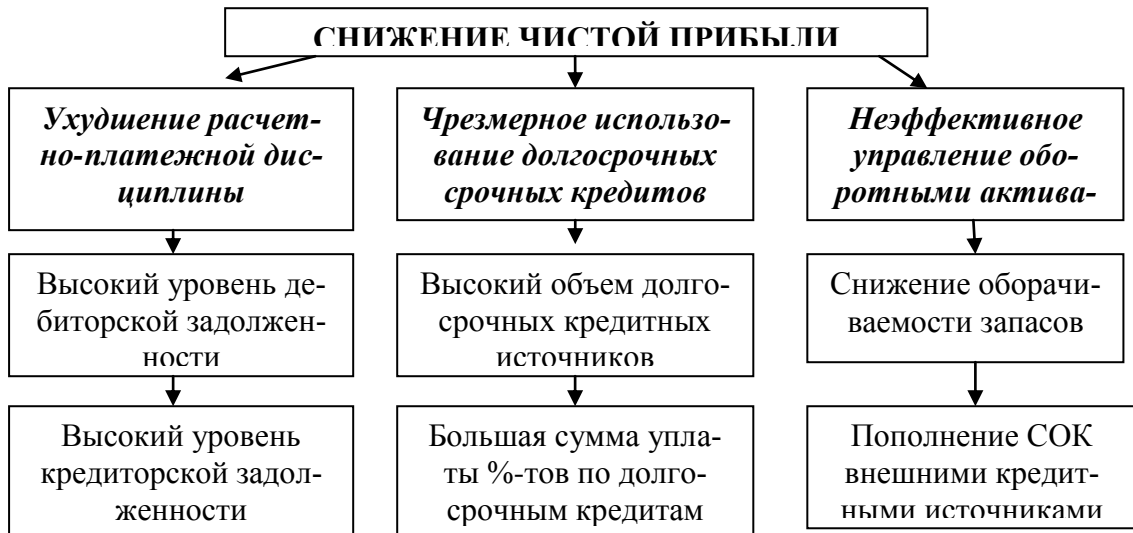 СНИЖЕНИЕ ЧИСТОЙ ПРИБЫЛИ
Ухудшение расчет-
но-платежной дис-
циплины
Чрезмерное использо-
вание долгосрочных
срочных кредитов
Неэффективное
управление обо-
ротными актива-
Высокий уровень де-
биторской задолжен-
ности
Высокий объем долго-
срочных кредитных
источников
Снижение оборачи-
ваемости запасов
Высокий уровень
кредиторской задол-
женности
Большая сумма упла-
ты %-тов по долго-
срочным кредитам
Пополнение СОК
внешними кредит-
ными источниками